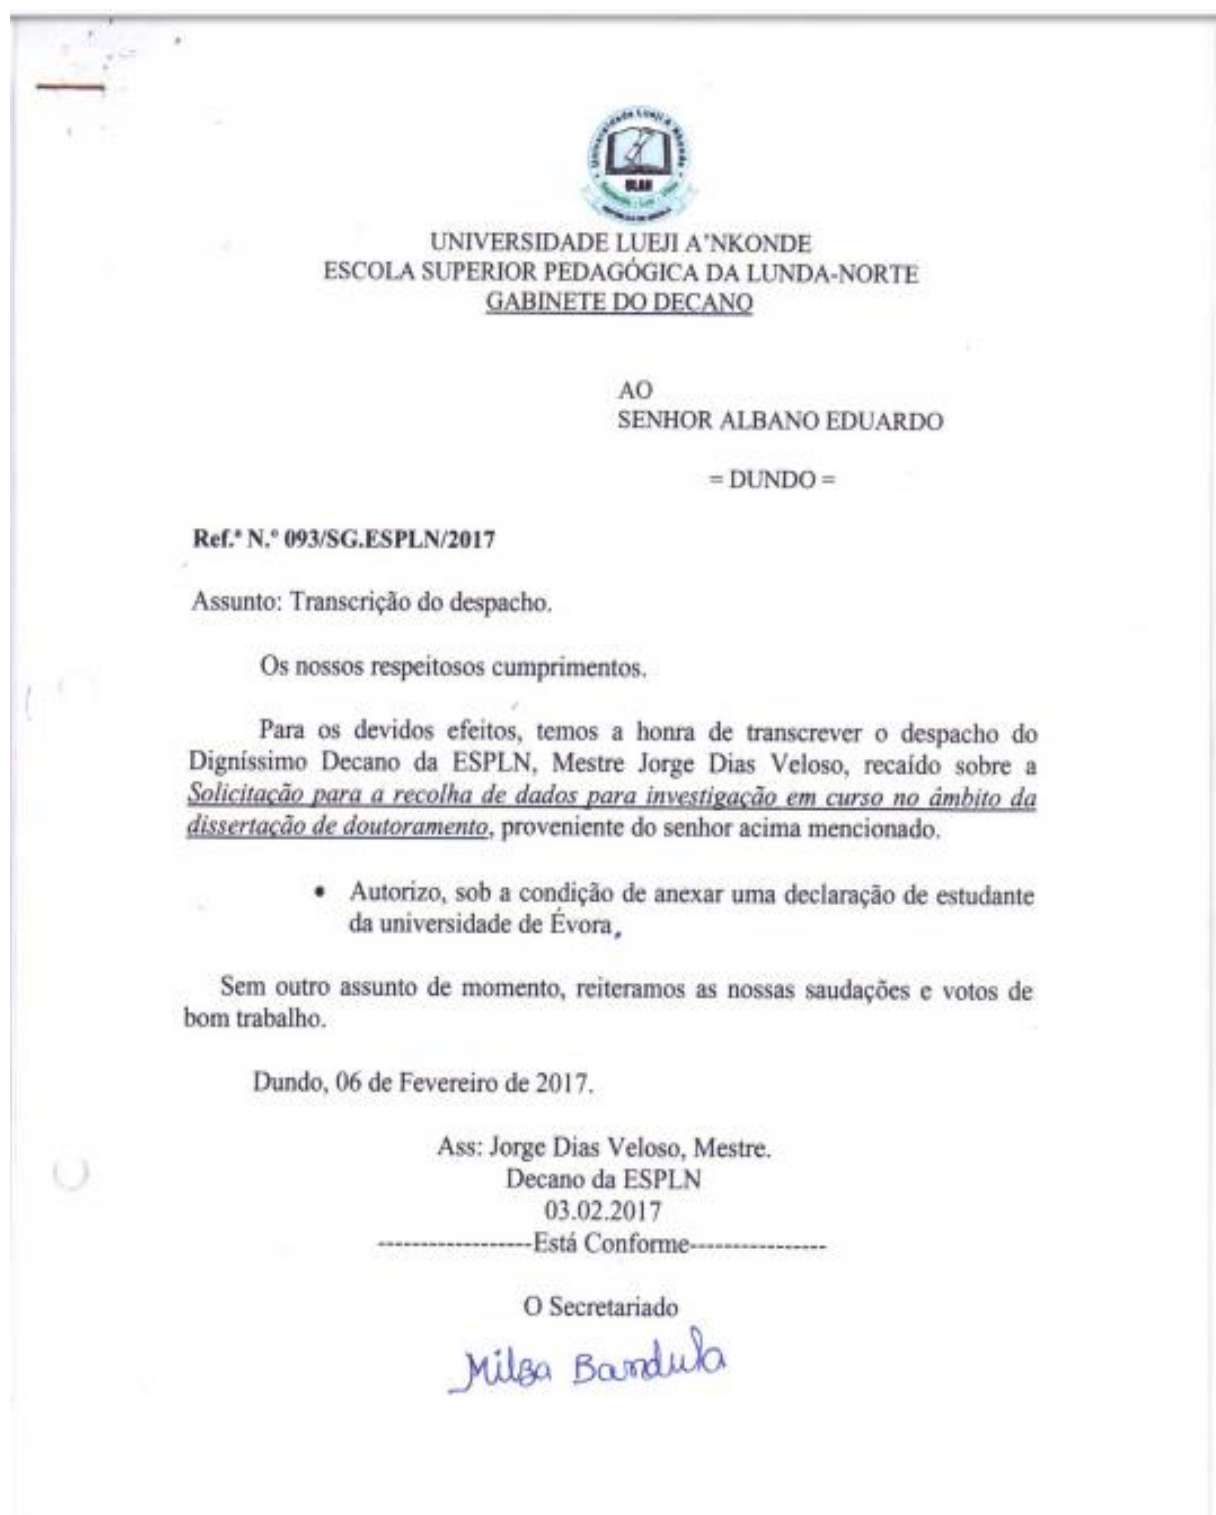 Universidade Lueji A'Nkonde
ULAN
UNIVERSIDADE LUEJI A'NKONDE
ESCOLA SUPERIOR PEDAGÓGICA DA LUNDA-NORTE
GABINETE DO DECANO
AO
SENHOR ALBANO EDUARDO
= DUNDO =
Ref.ª N.º 093/SG.ESPLN/2017
Assunto: Transcrição do despacho.
Os nossos respeitosos cumprimentos.
Para os devidos efeitos, temos a honra de transcrever o despacho do
Digníssimo Decano da ESPLN, Mestre Jorge Dias Veloso, recaído sobre a
Solicitação para a recolha de dados para investigação em curso no âmbito da
dissertação de doutoramento, proveniente do senhor acima mencionado.
• Autorizo, sob a condição de anexar uma declaração de estudante
da universidade de Évora.
Sem outro assunto de momento, reiteramos as nossas saudações e votos de
bom trabalho.
Dundo, 06 de Fevereiro de 2017.
Ass: Jorge Dias Veloso, Mestre.
Decano da ESPLN
03.02.2017
------------------Está Conforme----------------
O Secretariado
Milsa Bandula